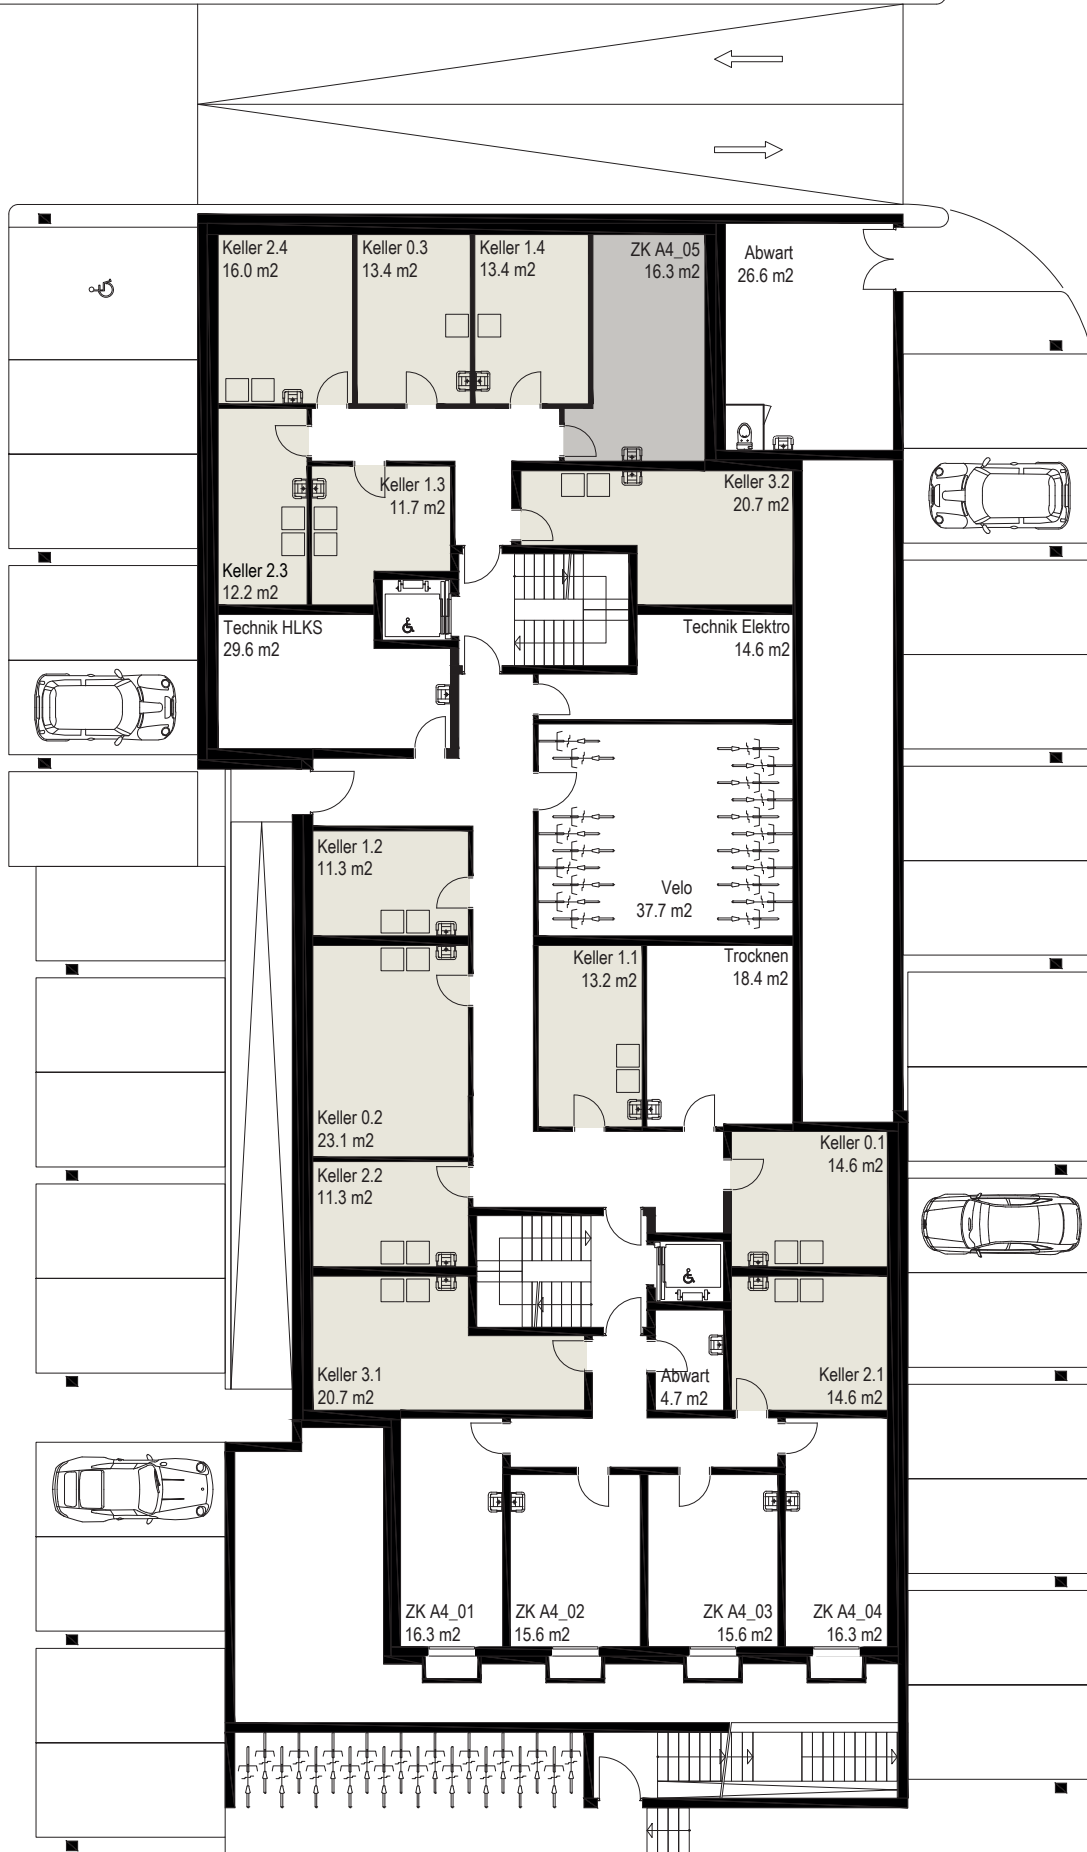 Keller 2.4
16.0 m2
Keller 0.3
13.4 m2
Keller 1.4
13.4 m2
ZK A4_05
16.3 m2
Abwart
26.6 m2
Keller 1.3
11.7 m2
Keller 3.2
20.7 m2
Keller 2.3
12.2 m2
Technik HLKS
29.6 m2
Technik Elektro
14.6 m2
Keller 1.2
11.3 m2
Velo
37.7 m2
Keller 1.1
13.2 m2
Trocknen
18.4 m2
Keller 0.2
23.1 m2
Keller 0.1
14.6 m2
Keller 2.2
11.3 m2
Keller 3.1
20.7 m2
Abwart
4.7 m2
Keller 2.1
14.6 m2
ZK A4_01
16.3 m2
ZK A4_02
15.6 m2
ZK A4_03
15.6 m2
ZK A4_04
16.3 m2